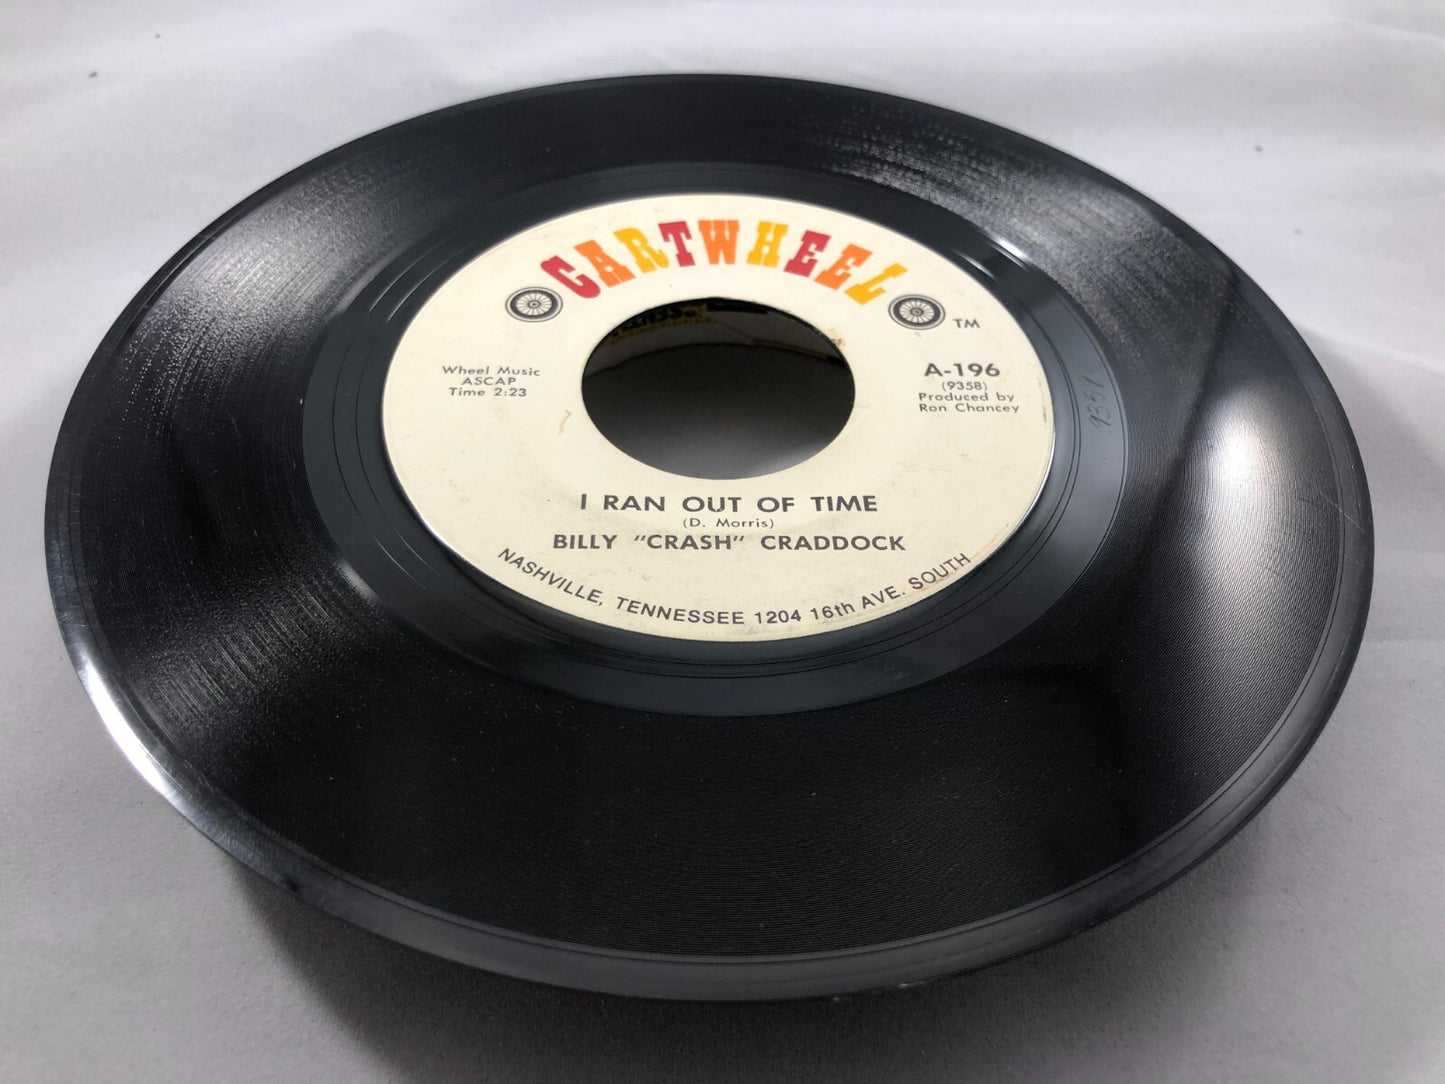 CARTWHEEL
TM
Wheel Music
ASCAP
Time 2:23
A-196
(9358)
Produced by
Ron Chancey
I RAN OUT OF TIME
(D. Morris)
BILLY "CRASH" CRADDOCK
NASHVILLE, TENNESSEE 1204 16th AVE. SOUTH